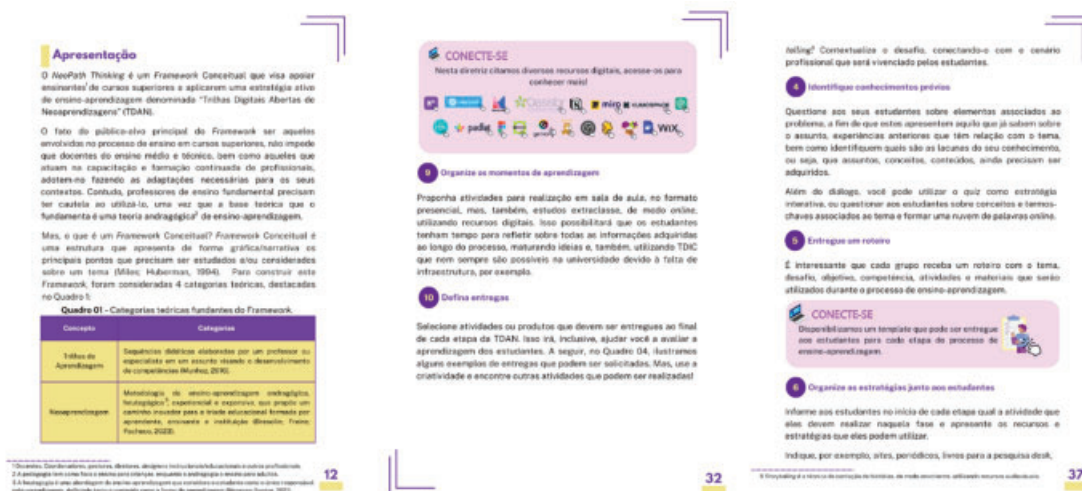 Apresentação
O NeoPath Thinking é um Framework Conceitual que visa apoiar
ensinantes¹ de cursos superiores a aplicarem uma estratégia ativa
de ensino-aprendizagem denominada “Trilhas Digitais Abertas de
Neoaprendizagens” (TDAN).
O fato do público-alvo principal do Framework ser aqueles
envolvidos no processo de ensino em cursos superiores, não impede
que docentes do ensino médio e técnico, bem como aqueles que
atuam na capacitação e formação continuada de profissionais,
adotem-no fazendo as adaptações necessárias para os seus
contextos. Contudo, professores de ensino fundamental precisam
ter cautela ao utilizá-lo, uma vez que a base teórica que o
fundamenta é uma teoria andragógica² de ensino-aprendizagem.
Mas, o que é um Framework Conceitual? Framework Conceitual é
uma estrutura que apresenta de forma gráfica/narrativa os
principais pontos que precisam ser estudados e/ou considerados
sobre um tema (Miles; Huberman, 1994). Para construir este
Framework, foram consideradas 4 categorias teóricas, destacadas
no Quadro 1:
Quadro 01 - Categorias teóricas fundentes do Framework.
Concepto Categorias
Trilhas de
Aprendizagem
Sequências didáticas elaboradas por um professor ou
especialista em um assunto visando o desenvolvimento
de competências
Neoaprendizagem
Metodologia de ensino-aprendizagem andragógica,
heutagógica³, experiencial e expansiva, que propõe um
caminho inovador para a tríade educacional formada por
aprendente, ensinante e instituição
2023).
12
CONECTE-SE
Nesta diretriz citamos diversos recursos digitais, acesse-os para
conhecer mais!
miro
padlet WIX
9 Organize os momentos de aprendizagem
Proponha atividades para realização em sala de aula, no formato
presencial, mas, também, estudos extraclasse, de modo online,
utilizando recursos digitais. Isso possibilitará que os estudantes
tenham tempo para refletir sobre todas as informações adquiridas
ao longo do processo, maturando ideias e, também, utilizando TDIC
que nem sempre são possíveis na universidade devido à falta de
infraestrutura, por exemplo.
10 Defina entregas
Selecione atividades ou produtos que devem ser entregues ao final
de cada etapa da TDAN. Isso irá, inclusive, ajudar você a avaliar a
aprendizagem dos estudantes. A seguir, no Quadro 04, ilustramos
alguns exemplos de entregas que podem ser solicitadas. Mas, use a
criatividade e encontre outras atividades que podem ser realizadas!
32
telling? Contextualize o desafio, conectando-o com o cenário
profissional que será vivenciado pelos estudantes.
4 Identifique conhecimentos prévios
Questione aos seus estudantes sobre elementos associados ao
problema, a fim de que estes apresentem aquilo que já sabem sobre
o assunto, experiências anteriores que têm relação com o tema,
bem como identifiquem quais são as lacunas do seu conhecimento,
ou seja, que assuntos, conceitos, conteúdos, ainda precisam ser
adquiridos.
Além do diálogo, você pode utilizar o quiz como estratégia
interativa, ou questionar aos estudantes sobre conceitos e termos-
chaves associados ao tema e formar uma nuvem de palavras online.
5 Entregue um roteiro
É interessante que cada grupo receba um roteiro com o tema,
desafio, objetivo, competência, atividades e materiais que serão
utilizados durante o processo de ensino-aprendizagem.
CONECTE-SE
Disponibilizamos um template que pode ser entregue
aos estudantes para cada etapa do processo de
ensino-aprendizagem.
6 Organize as estratégias junto aos estudantes
Informe aos estudantes no início de cada etapa qual a atividade que
eles devem realizar naquela fase e apresente os recursos e
estratégias que eles podem utilizar.
Indique, por exemplo, sites, periódicos, livros para a pesquisa desk,
37